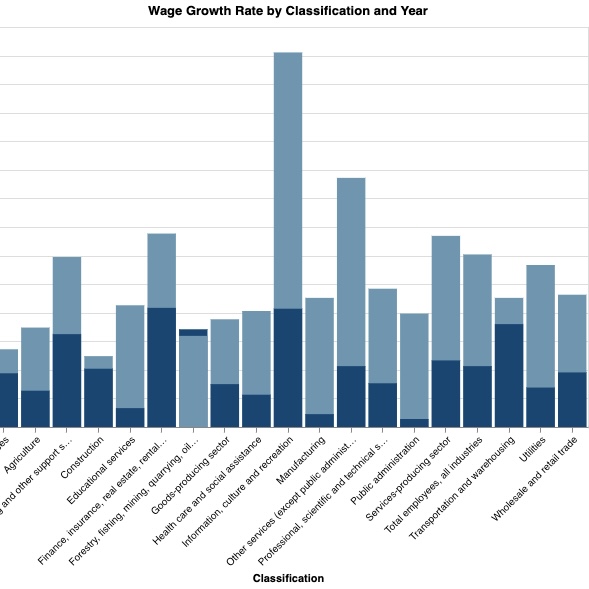 Wage Growth Rate by Classification and Year
Agriculture
and other support s...
Construction
Educational services
Finance, insurance, real estate, rental...
Forestry, fishing, mining, quarrying, oil...
Goods-producing sector
Health care and social assistance
Information, culture and recreation
Manufacturing
Other services (except public administ...
Professional, scientific and technical s...
Public administration
Services-producing sector
Total employees, all industries
Transportation and warehousing
Utilities
Wholesale and retail trade
Classification